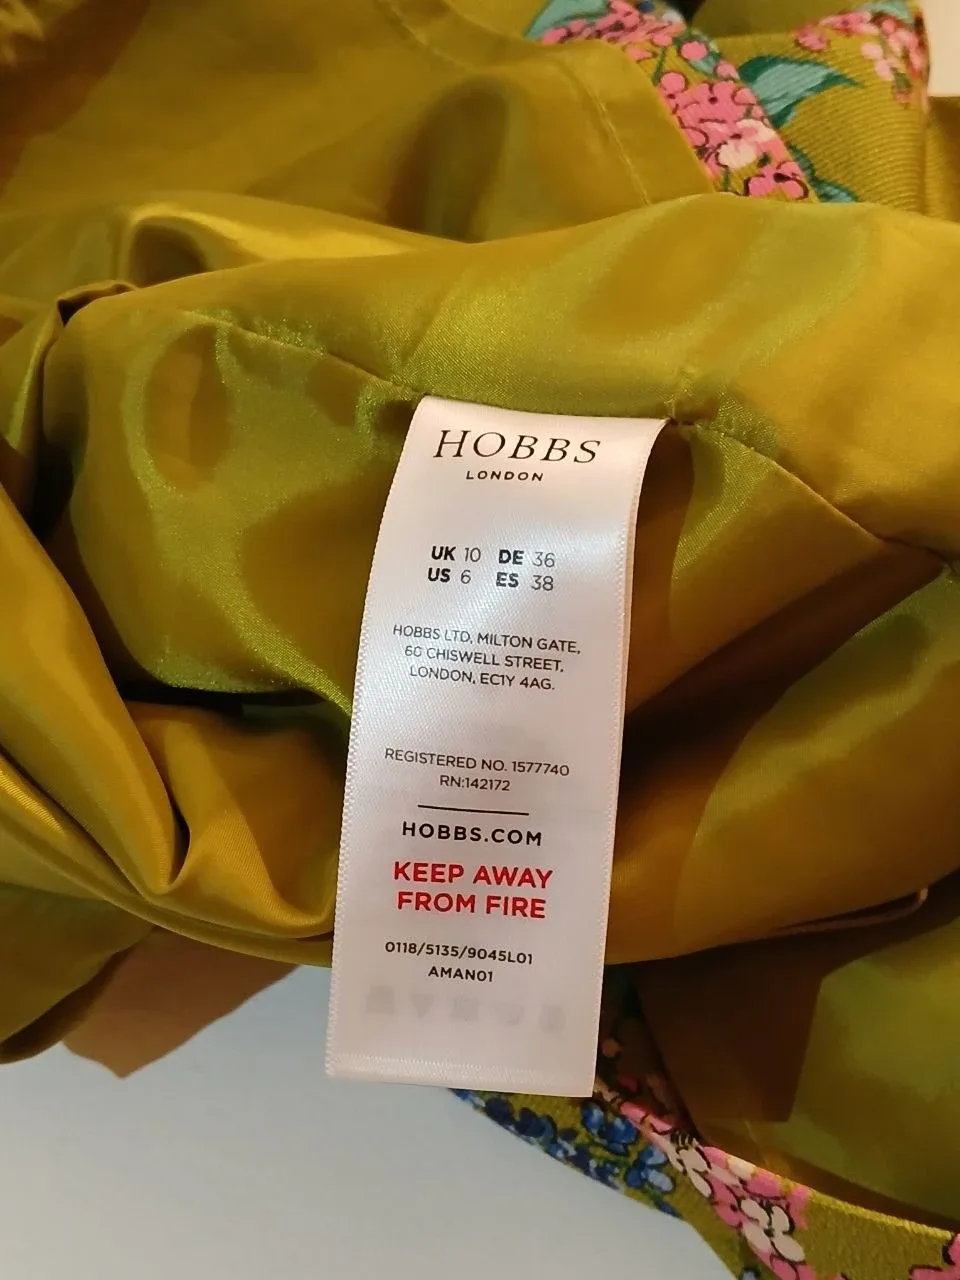 HOBBS
LONDON
UK 10 DE 36
US 6 ES 38
HOBBS LTD, MILTON GATE,
60 CHISWELL STREET,
LONDON, EC1Y 4AG.
REGISTERED NO. 1577740
RN:142172
HOBBS.COM
KEEP AWAY
FROM FIRE
0118/5135/9045L01
AMAN01